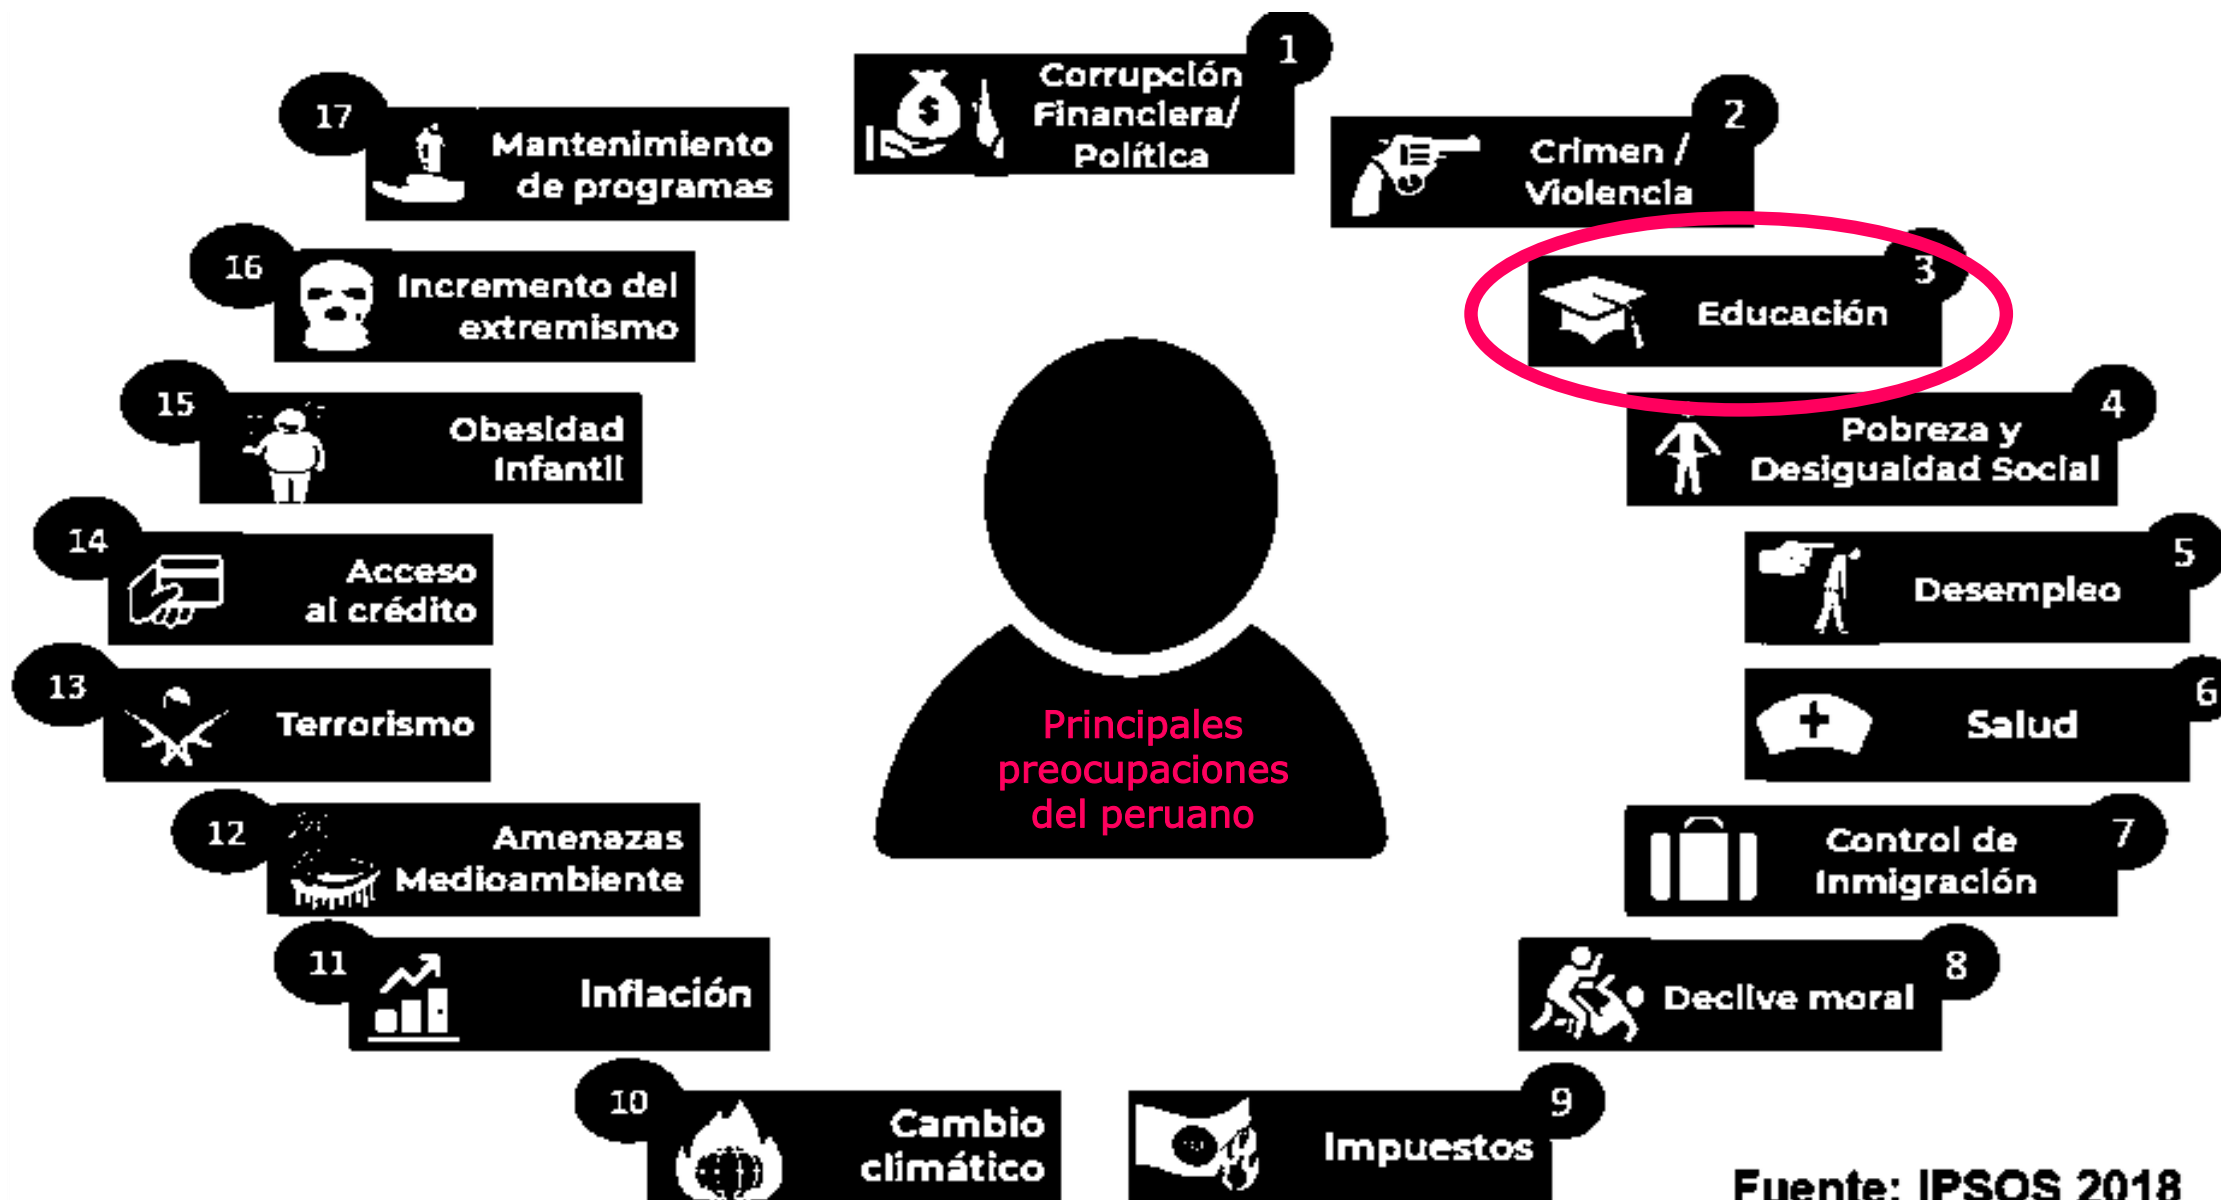 1
Corrupción
Financiera/
Política
2
Crimen /
Violencia
3
Educación
4
Pobreza y
Desigualdad Social
5
Desempleo
6
Salud
7
Control de
Inmigración
8
Declive moral
9
Impuestos
10
Cambio
climático
11
Inflación
12
Amenazas
Medioambiente
13
Terrorismo
14
Acceso
al crédito
15
Obesidad
Infantil
16
Incremento del
extremismo
17
Mantenimiento
de programas
Principales
preocupaciones
del peruano
Fuente: IPSOS 2018